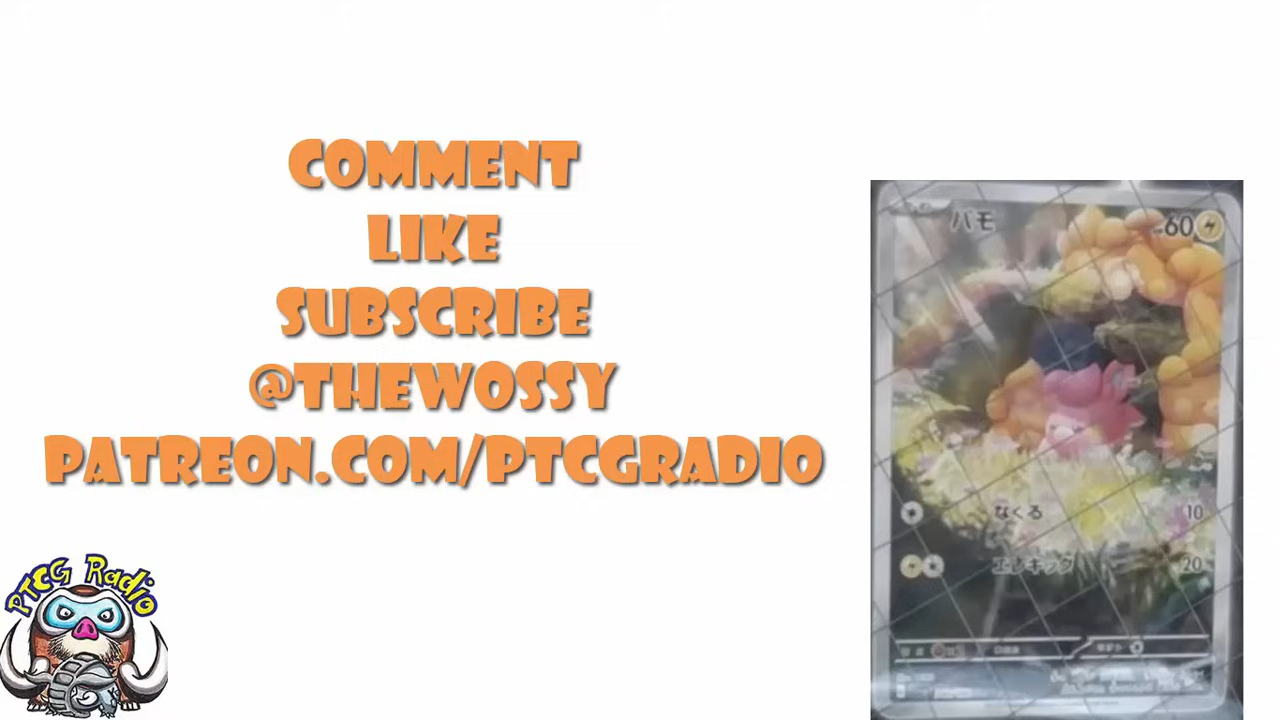 COMMENT
LIKE
SUBSCRIBE
@THEWOSSY
PATREON.COM/PTCGRADIO
PTCG Radio
パモ 60
なぐる 10
エレキック 20